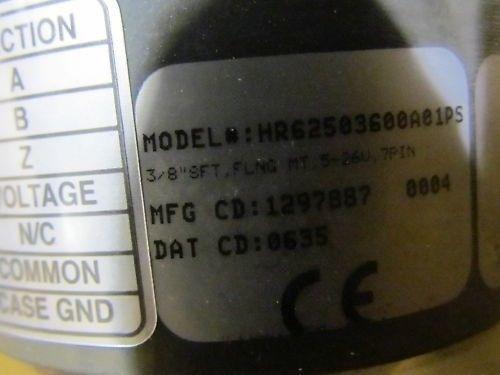 CTION
A
B
Z
VOLTAGE
N/C
COMMON
CASE GND
MODEL#:HR62503600A01PS
3/8"SFT,FLNG MT,5-26V,7PIN
MFG CD:1297887 0004
DAT CD:0635
CE